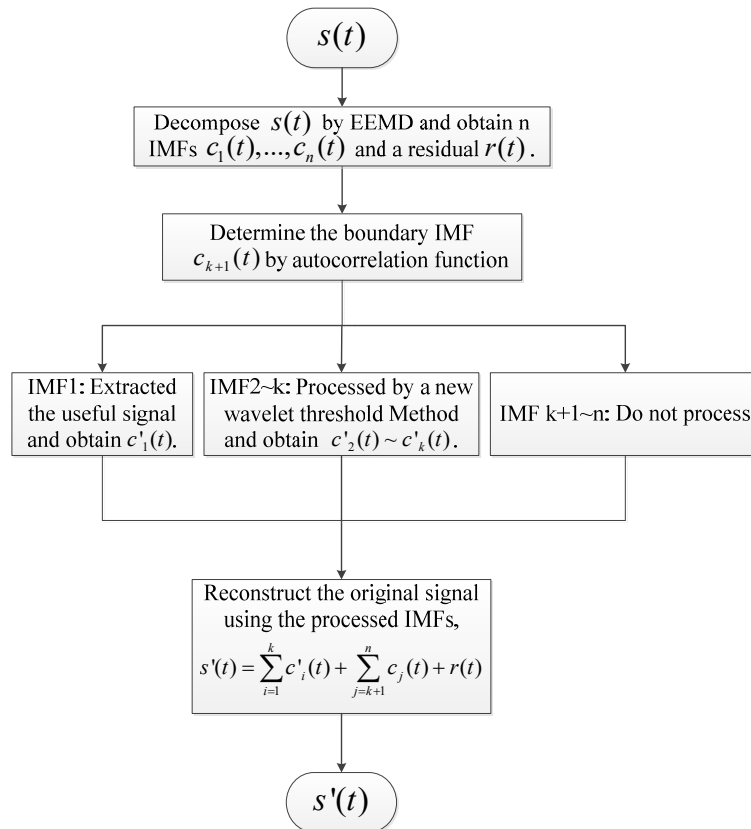 s(t)
Decompose s(t) by EEMD and obtain n
IMFs c₁(t),...,cₙ(t) and a residual r(t).
Determine the boundary IMF
cₖ₊₁(t) by autocorrelation function
IMF1: Extracted
the useful signal
and obtain c'₁(t).
IMF2~k: Processed by a new
wavelet threshold Method
and obtain c'₂(t) ~ c'ₖ(t).
IMF k+1~n: Do not process
Reconstruct the original signal
using the processed IMFs,
s'(t) = ∑_{i=1}^{k} c'ᵢ(t) + ∑_{j=k+1}^{n} cⱼ(t) + r(t)
s'(t)